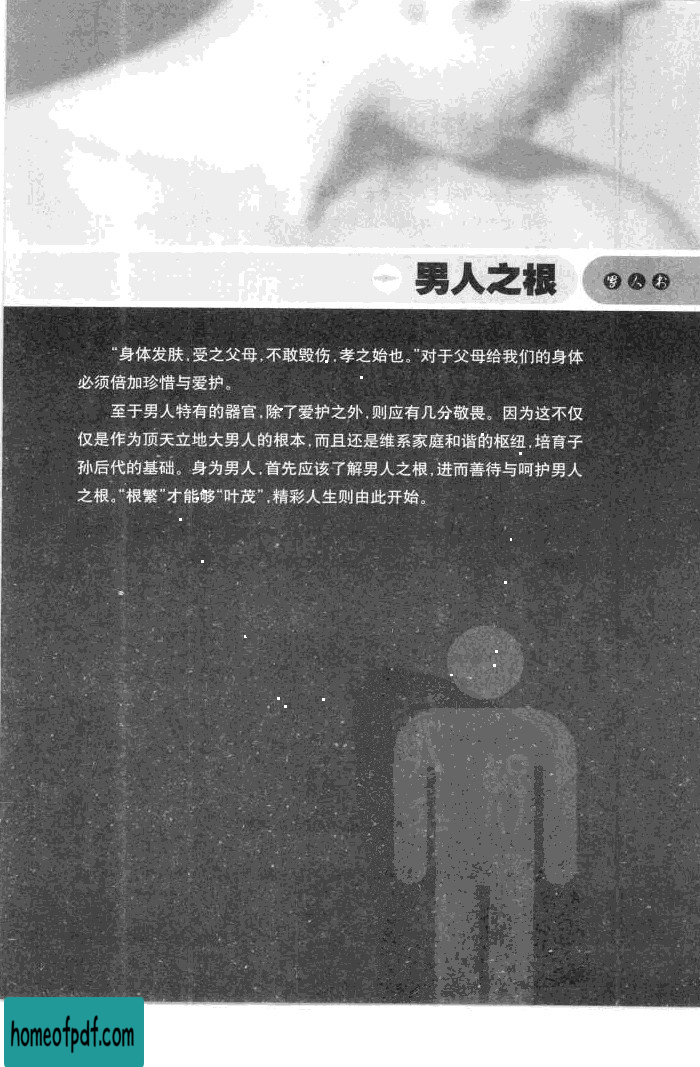 男人之根
男人书
“身体发肤，受之父母，不敢毁伤，孝之始也。”对于父母给我们的身体
必须倍加珍惜与爱护。
至于男人特有的器官，除了爱护之外，则应有几分敬畏。因为这不仅
仅是作为顶天立地大男人的根本，而且还是维系家庭和谐的枢纽，培育子
孙后代的基础。身为男人，首先应该了解男人之根，进而善待与呵护男人
之根。“根繁”才能够“叶茂”，精彩人生则由此开始。
homeofpdf.com